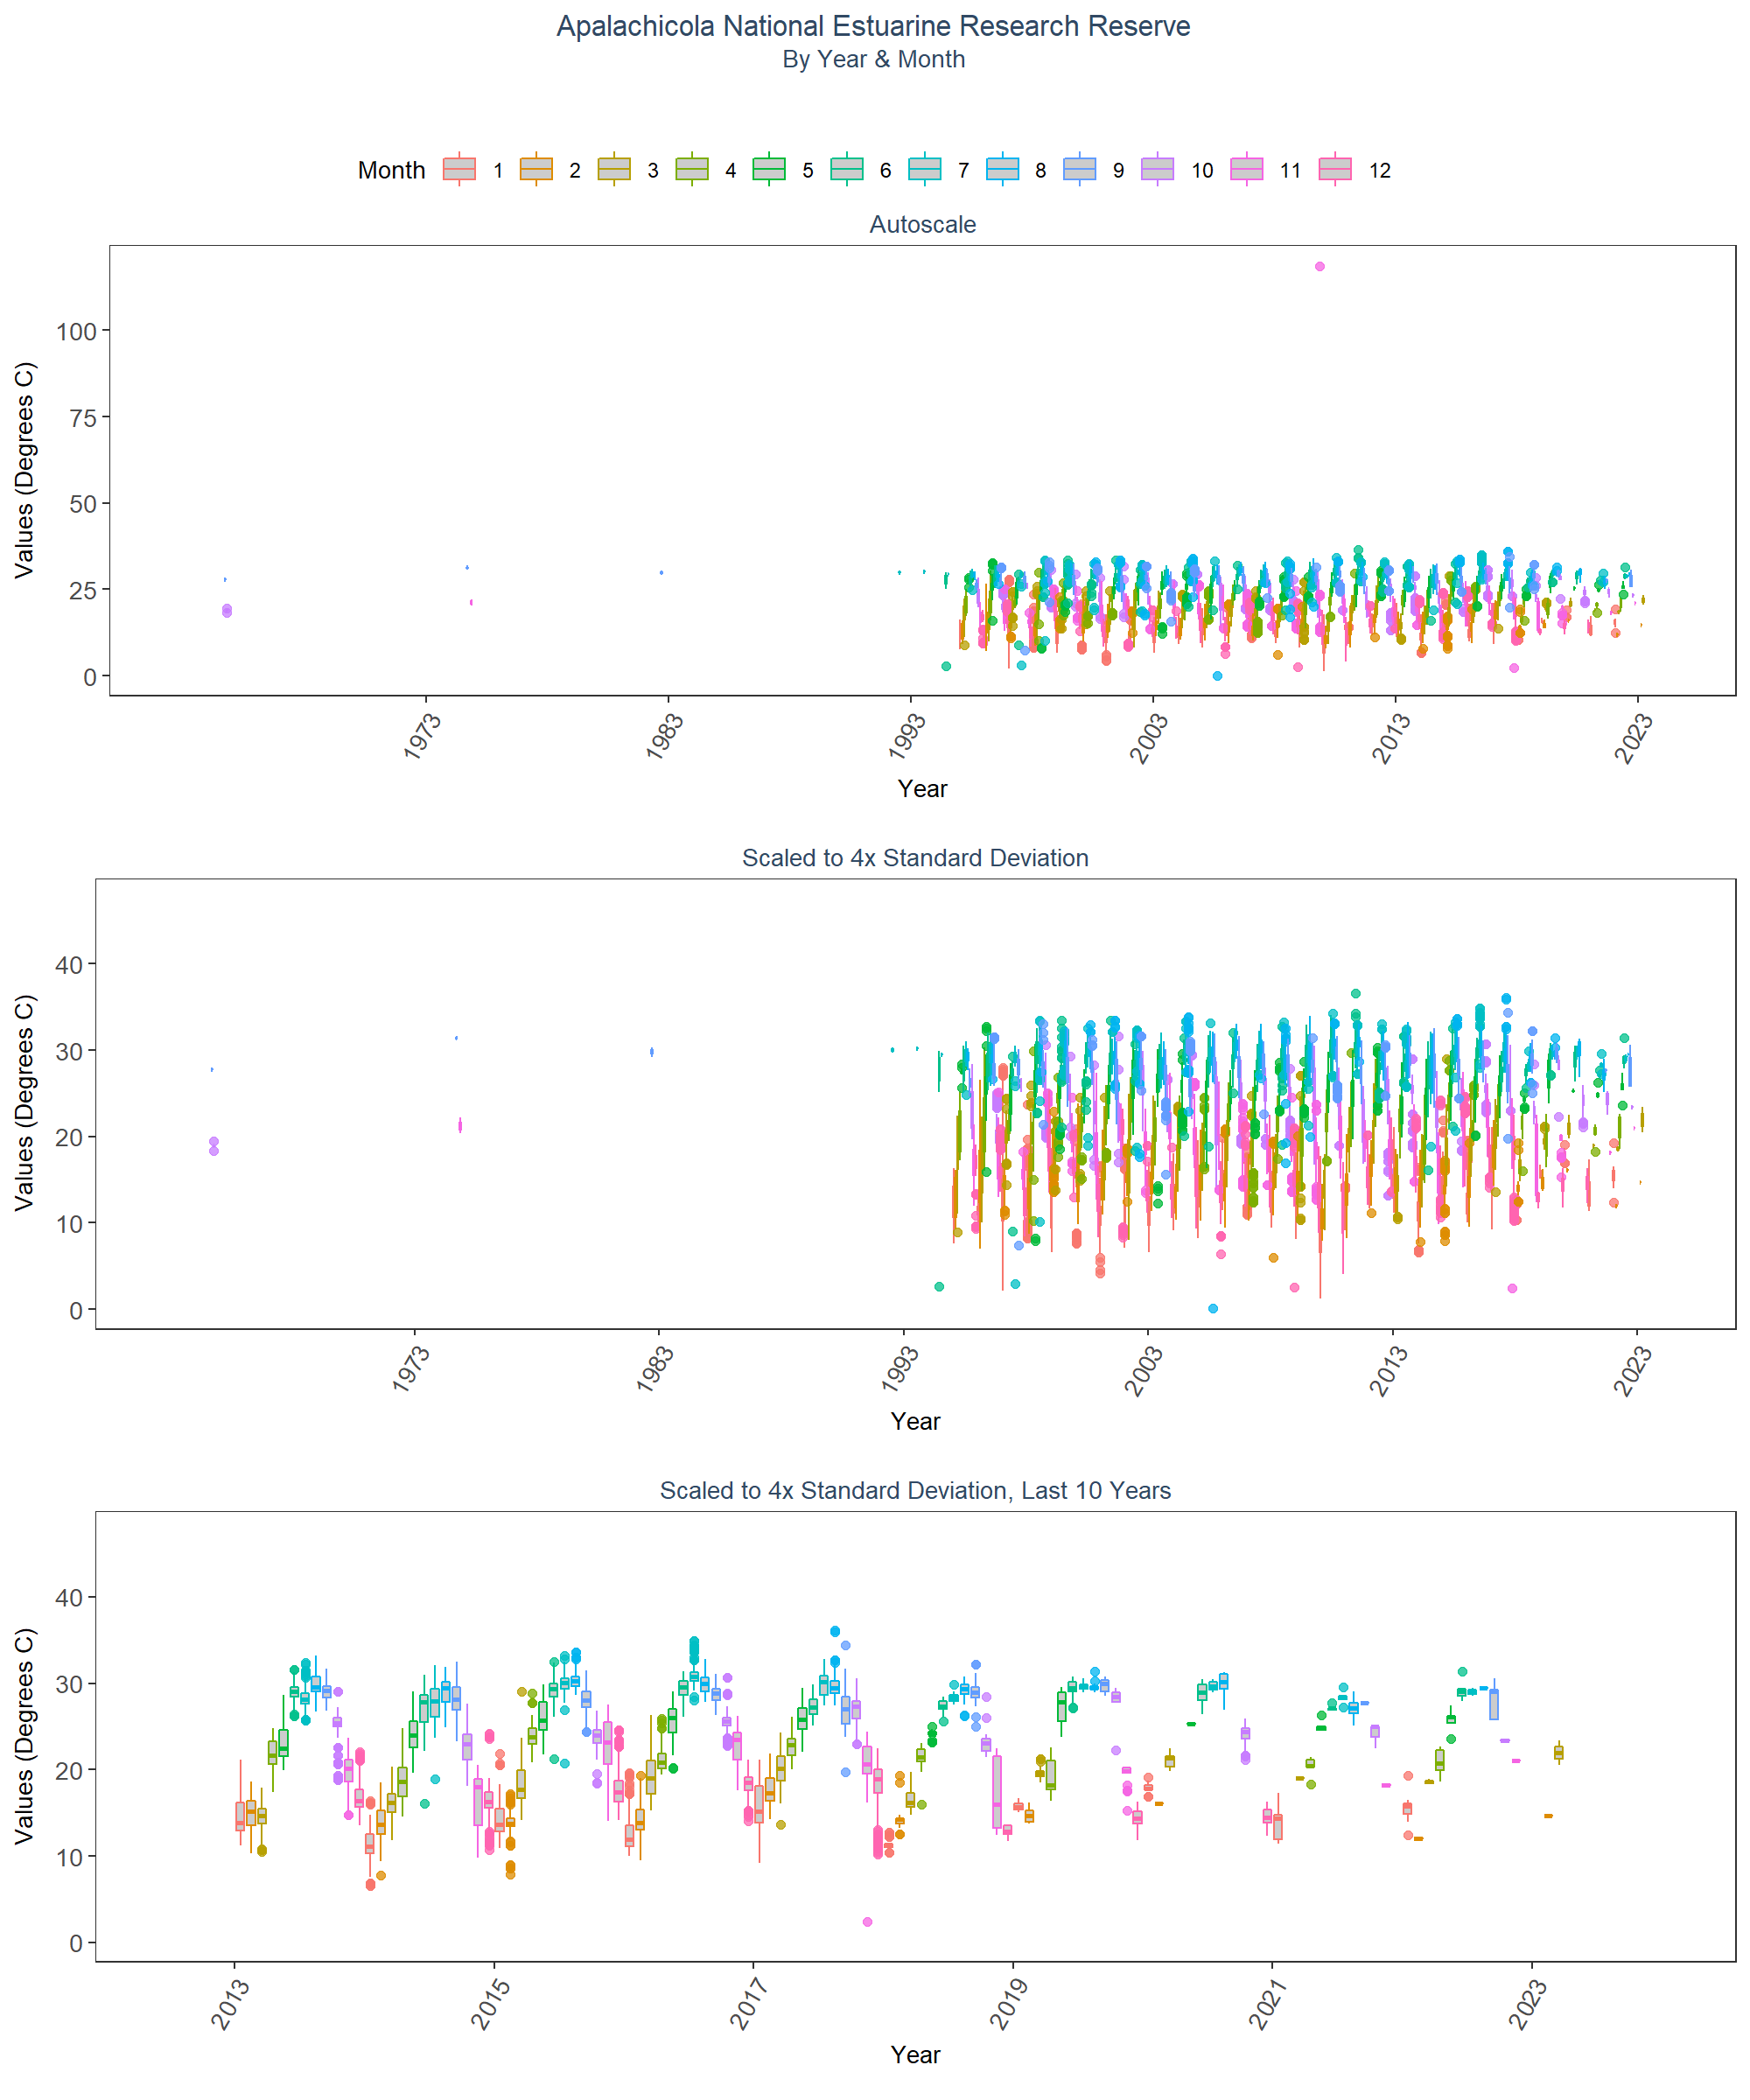 Apalachicola National Estuarine Research Reserve
By Year & Month
Month 1 2 3 4 5 6 7 8 9 10 11 12
Autoscale
Values (Degrees C)
100
75
50
25
0
1973 1983 1993 2003 2013 2023
Year
Scaled to 4x Standard Deviation
Values (Degrees C)
40
30
20
10
0
1973 1983 1993 2003 2013 2023
Year
Scaled to 4x Standard Deviation, Last 10 Years
Values (Degrees C)
40
30
20
10
0
2013 2015 2017 2019 2021 2023
Year